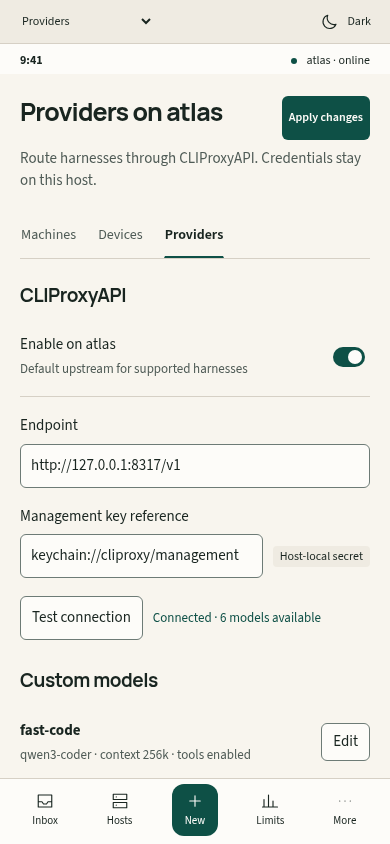 Providers
Dark
9:41
atlas · online
Providers on atlas
Apply changes
Route harnesses through CLIProxyAPI. Credentials stay
on this host.
Machines
Devices
Providers
CLIProxyAPI
Enable on atlas
Default upstream for supported harnesses
Endpoint
http://127.0.0.1:8317/v1
Management key reference
keychain://cliproxy/management
Host-local secret
Test connection
Connected · 6 models available
Custom models
fast-code
Edit
qwen3-coder · context 256k · tools enabled
Inbox
Hosts
New
Limits
More